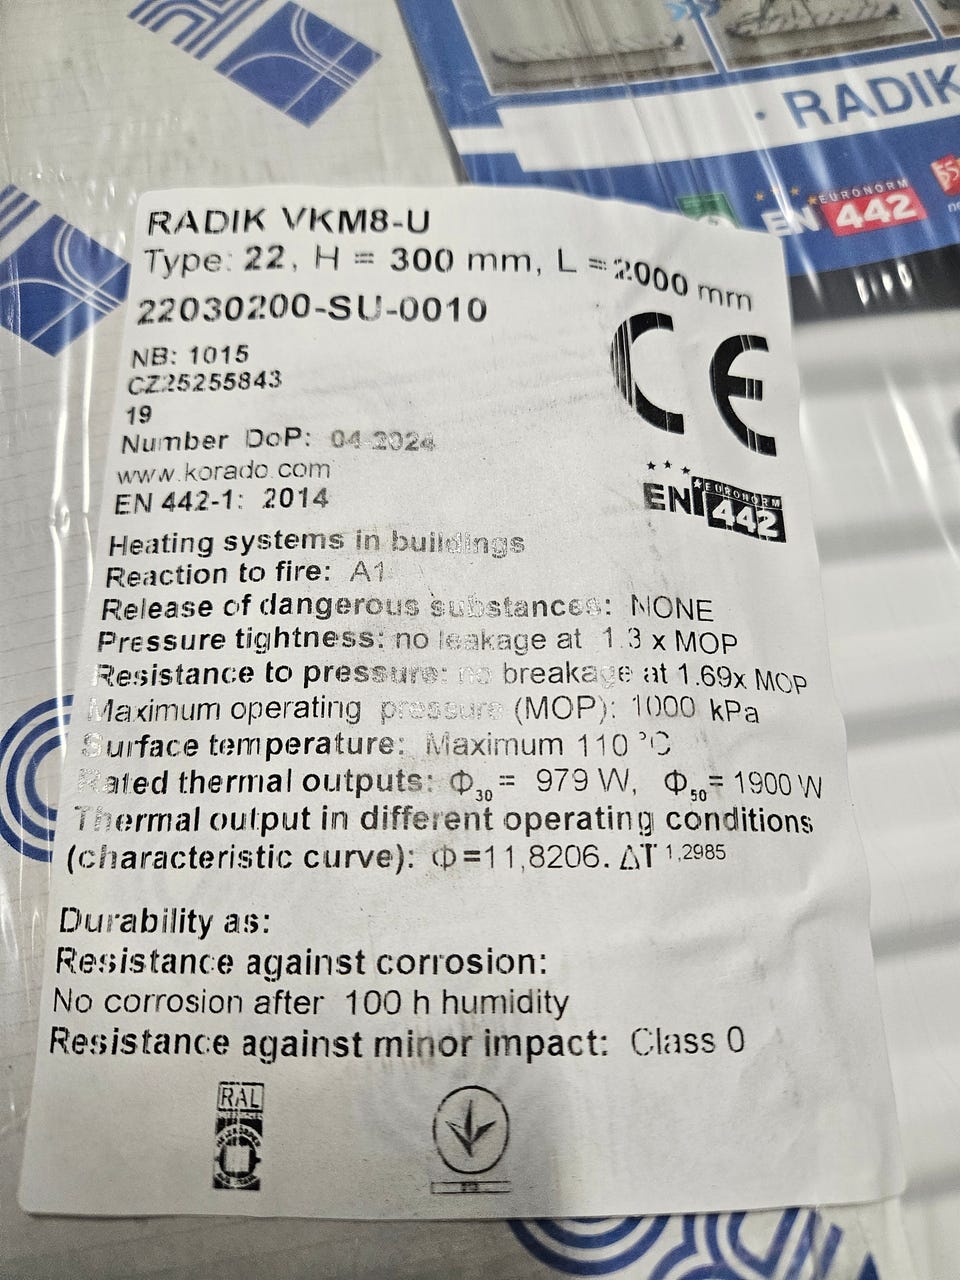 · RADIK
EURONORM
EN 442
RADIK VKM8-U
Type: 22, H = 300 mm, L = 2000 mm
22030200-SU-0010
NB: 1015
CZ25255843
19
Number DoP: 04-2024
www.korado.com
EN 442-1: 2014
CE
EURONORM
EN 442
Heating systems in buildings
Reaction to fire: A1
Release of dangerous substances: NONE
Pressure tightness: no leakage at 1.3 x MOP
Resistance to pressure: no breakage at 1.69x MOP
Maximum operating pressure (MOP): 1000 kPa
Surface temperature: Maximum 110 °C
Rated thermal outputs: Φ30 = 979 W, Φ50 = 1900 W
Thermal output in different operating conditions
(characteristic curve): Φ=11,8206. ΔT 1,2985
Durability as:
Resistance against corrosion:
No corrosion after 100 h humidity
Resistance against minor impact: Class 0
RAL